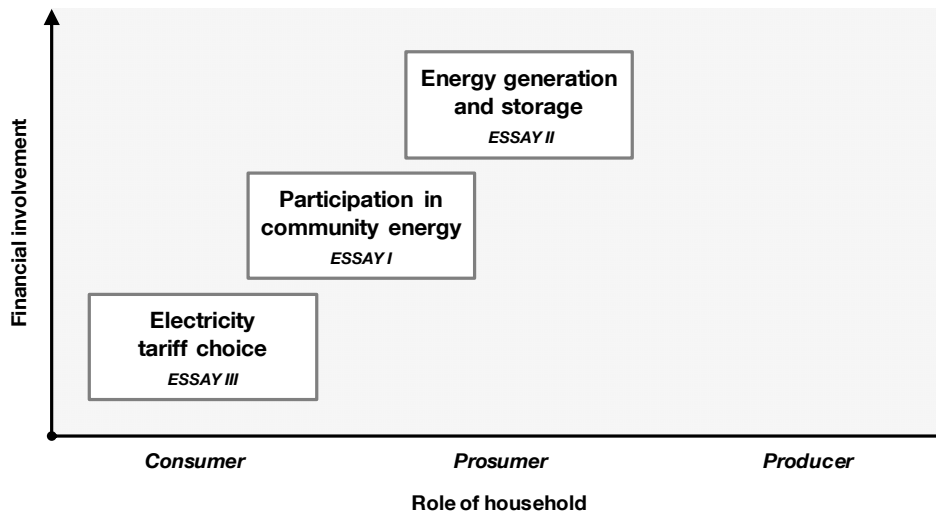 Financial involvement
Energy generation
and storage
ESSAY II
Participation in
community energy
ESSAY I
Electricity
tariff choice
ESSAY III
Consumer
Prosumer
Producer
Role of household